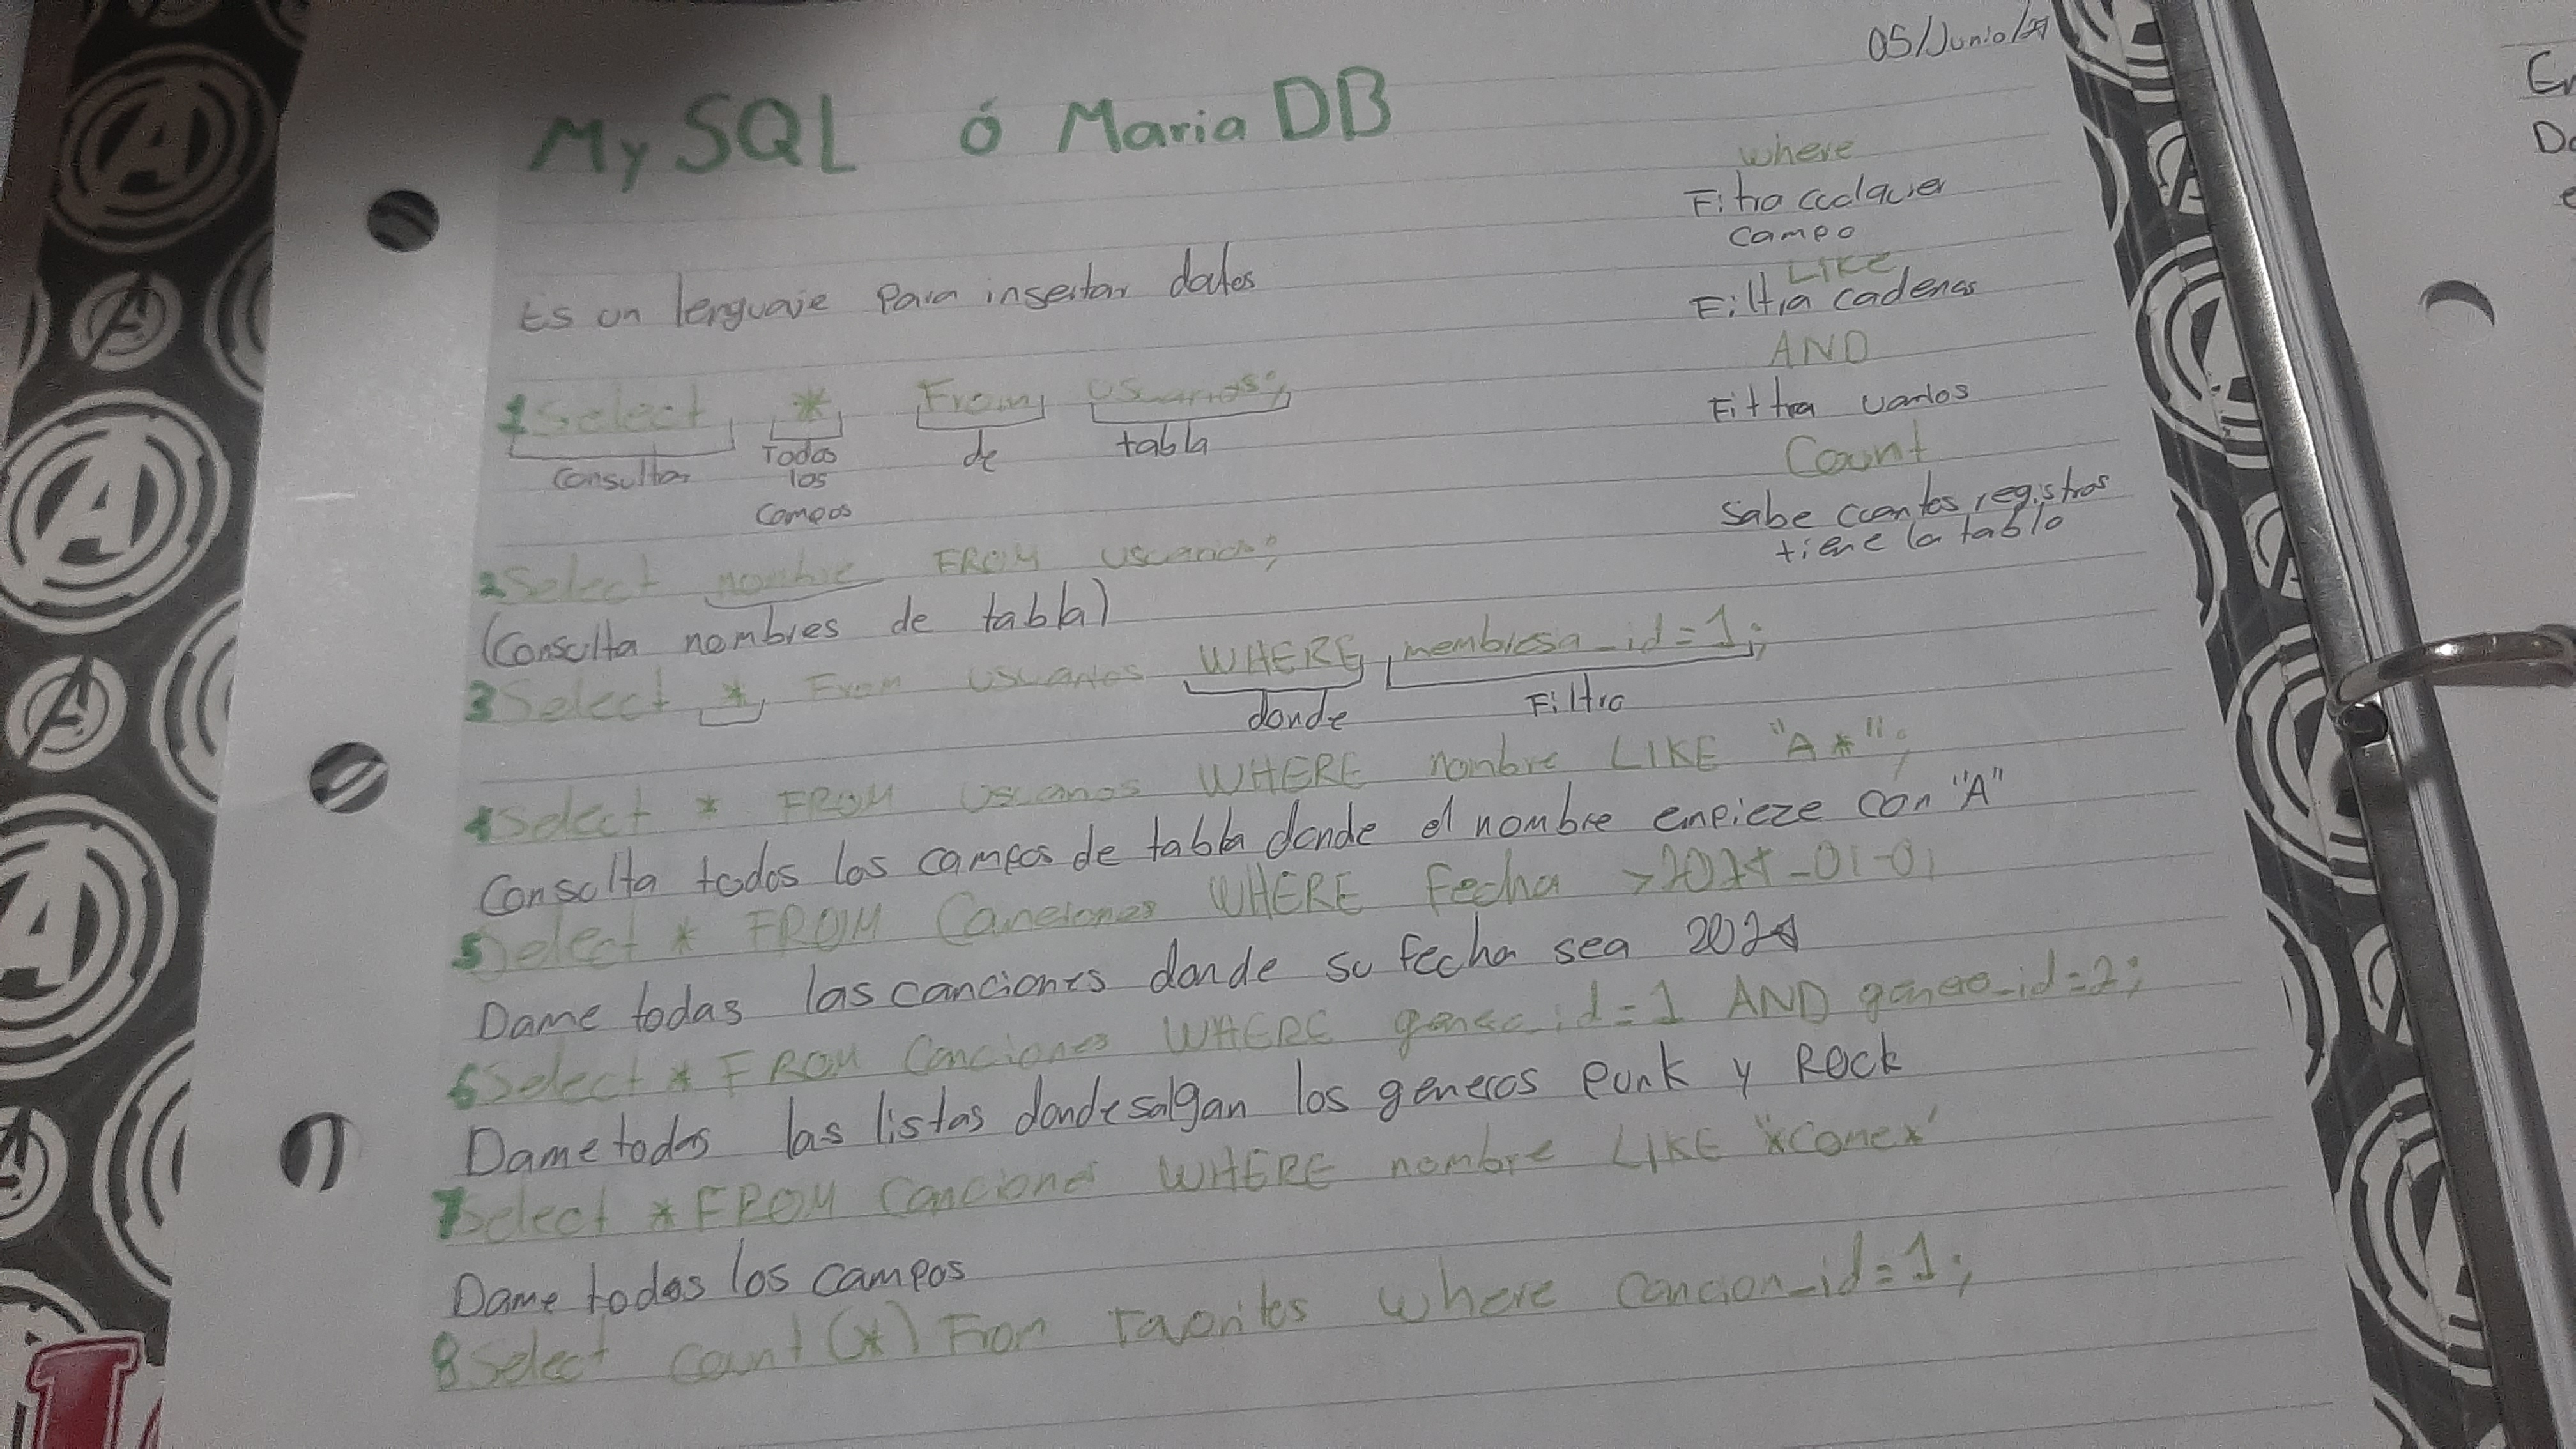 05/Junio/24
MySQL ó Maria DB
Where
Filtra cualquier
campo
Es un lenguaje para insertar datos
LIKE
Filtra cadenas
AND
1 Select * From usuarios;
Filtra varios
consultar todos los campos de tabla
Count
Sabe cuantos registros
tiene la tabla
2 Select nombre FROM usuarios;
(Consulta nombres de tabla)
3 Select * From usuarios WHERE membresia_id=1;
donde Filtro
4 Select * FROM usuarios WHERE nombre LIKE "A*";
Consulta todos los campos de tabla donde el nombre empieze con "A"
5 Select * FROM Canciones WHERE fecha >2024-01-01
Dame todas las canciones donde su fecha sea 2024
6 Select * FROM Canciones WHERE genero_id=1 AND genero_id=2;
Dame todas las listas donde salgan los generos Punk y Rock
7 Select * FROM Canciones WHERE nombre LIKE
Dame todos los campos
8 Select Count (*) From Favoritos where cancion_id=1;